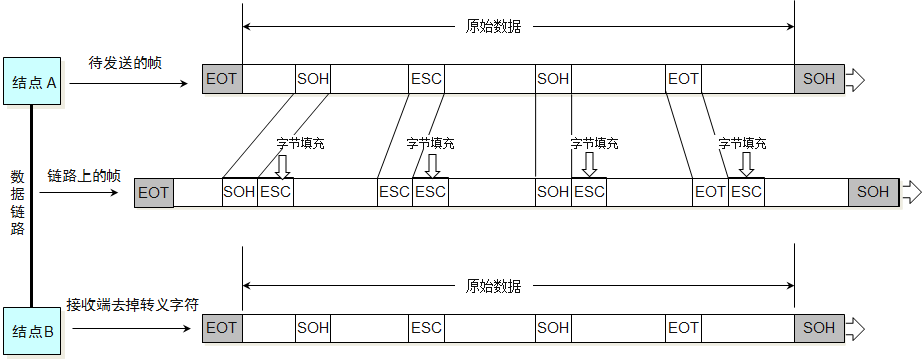 原始数据
结点 A
待发送的帧
EOT SOH ESC SOH EOT SOH
字节填充 字节填充 字节填充 字节填充
数据链路
链路上的帧
EOT SOH ESC ESC ESC SOH ESC EOT ESC SOH
原始数据
结点B
接收端去掉转义字符
EOT SOH ESC SOH EOT SOH